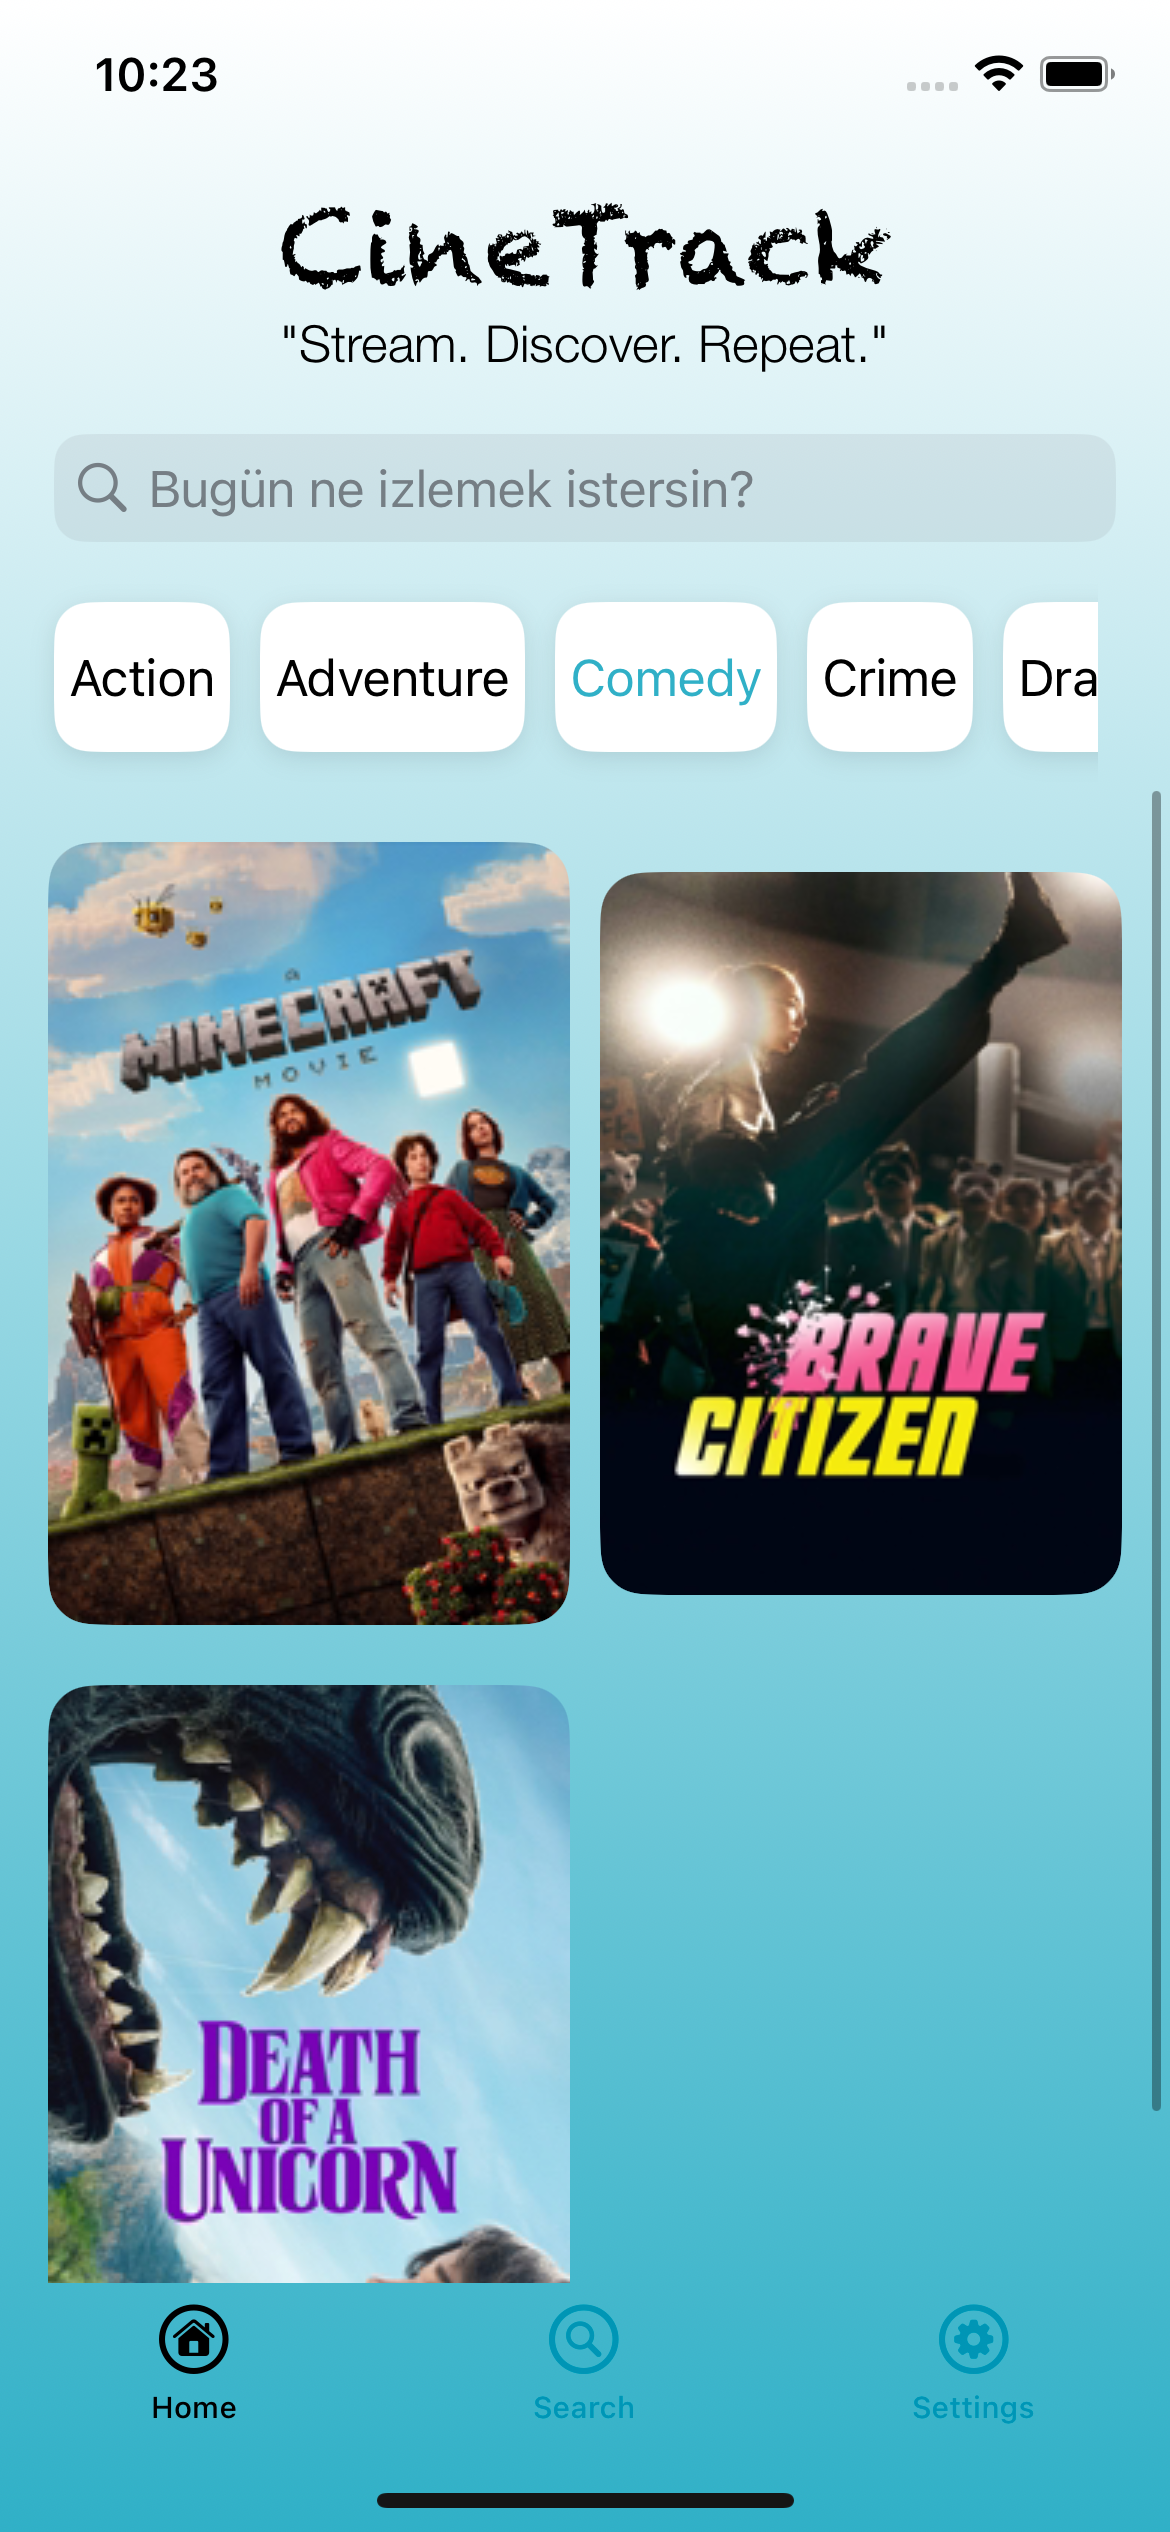 10:23
CineTrack
"Stream. Discover. Repeat."
Bugün ne izlemek istersin?
Action
Adventure
Comedy
Crime
Dra
A
MINECRAFT
MOVIE
BRAVE
CITIZEN
DEATH
OF A
UNICORN
Home
Search
Settings